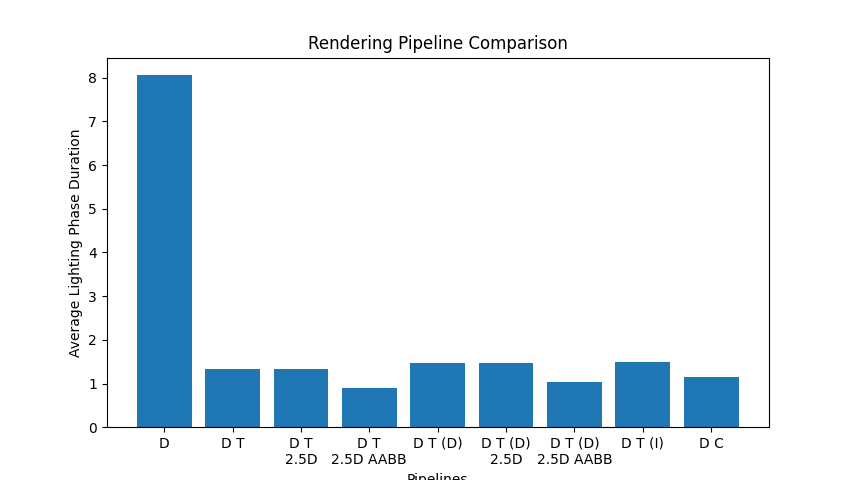 Rendering Pipeline Comparison
Average Lighting Phase Duration
8
7
6
5
4
3
2
1
0
D
D T
D T
2.5D
D T
2.5D AABB
D T (D)
D T (D)
2.5D
D T (D)
2.5D AABB
D T (I)
D C
Pipelines